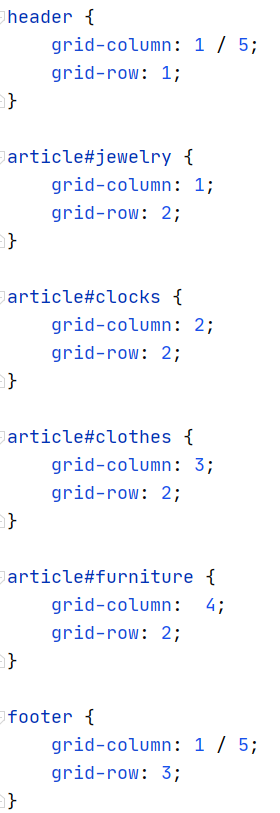 header {
    grid-column: 1 / 5;
    grid-row: 1;
}
article#jewelry {
    grid-column: 1;
    grid-row: 2;
}
article#clocks {
    grid-column: 2;
    grid-row: 2;
}
article#clothes {
    grid-column: 3;
    grid-row: 2;
}
article#furniture {
    grid-column:  4;
    grid-row: 2;
}
footer {
    grid-column: 1 / 5;
    grid-row: 3;
}